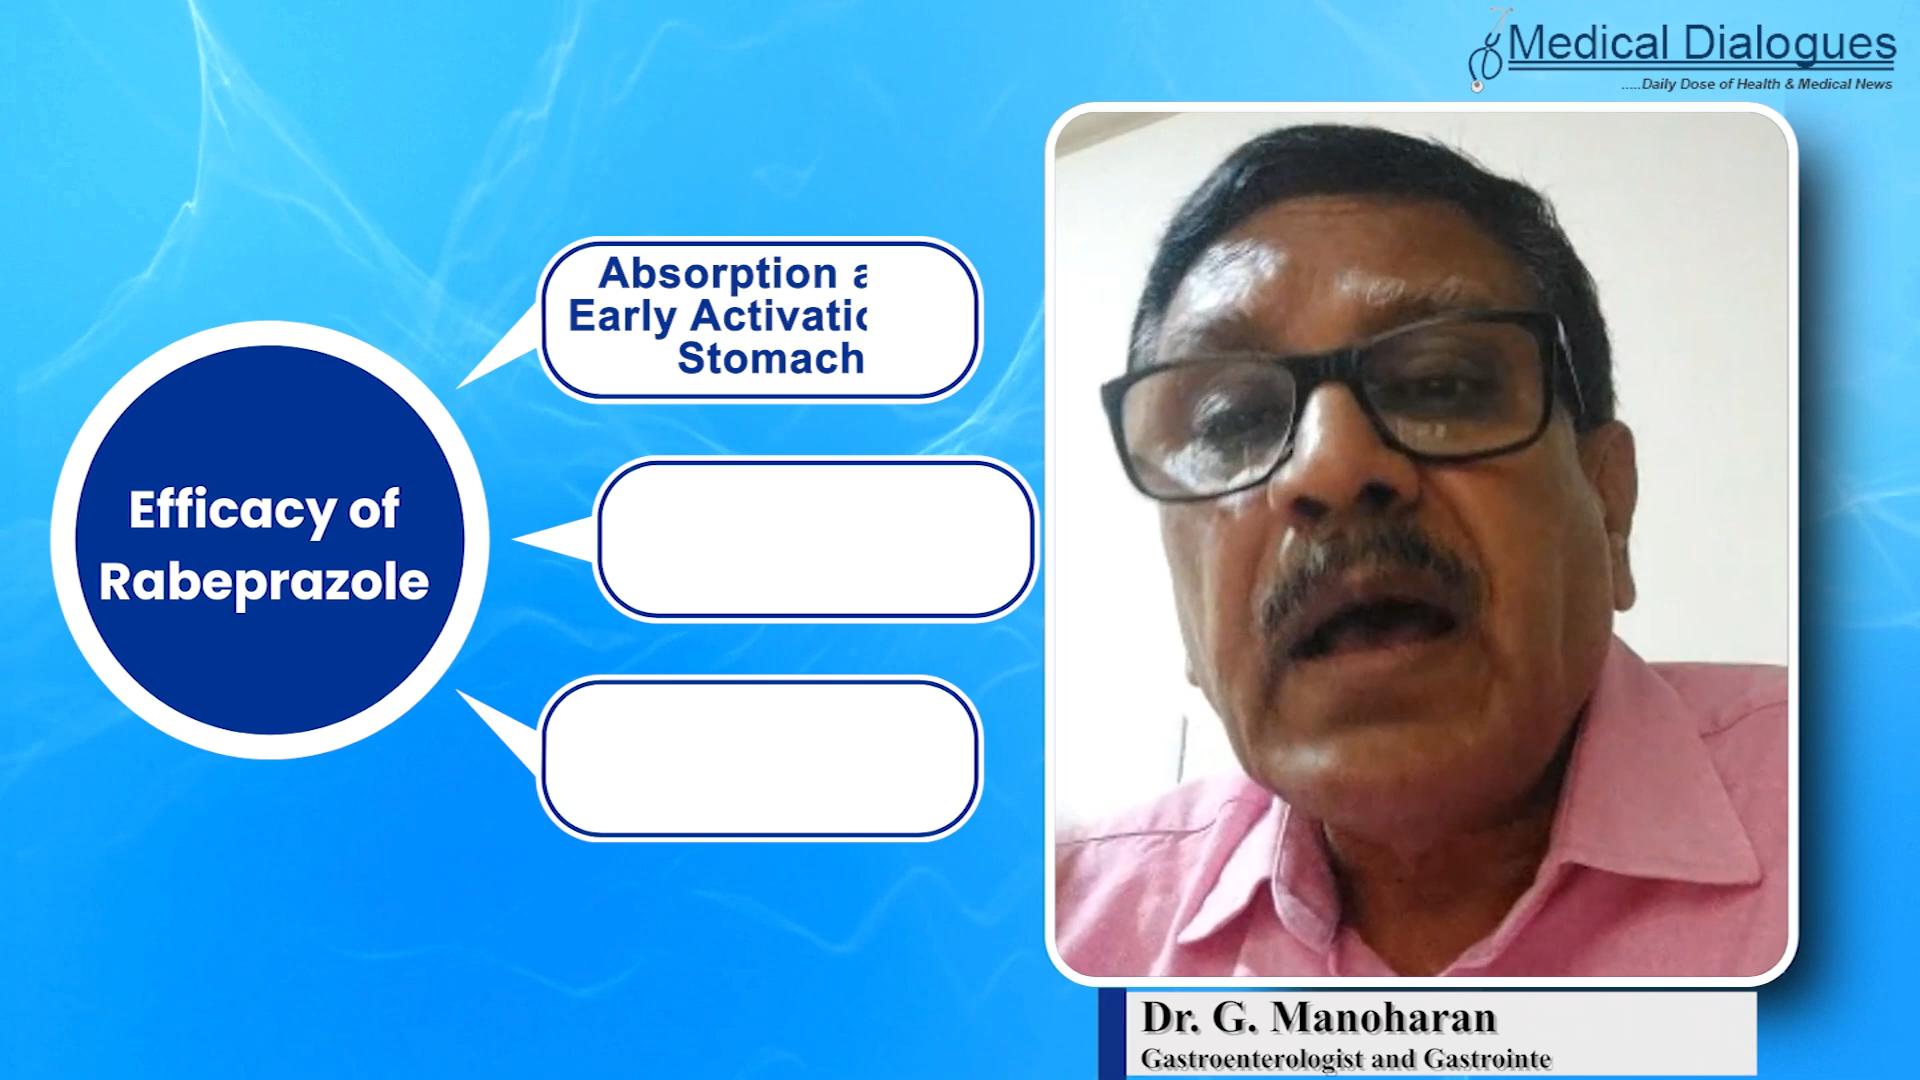 Medical Dialogues
.....Daily Dose of Health & Medical News
Absorption
Early
Stomach
Efficacy of
Rabeprazole
Dr. G. Manoharan
Gastroenterologist and